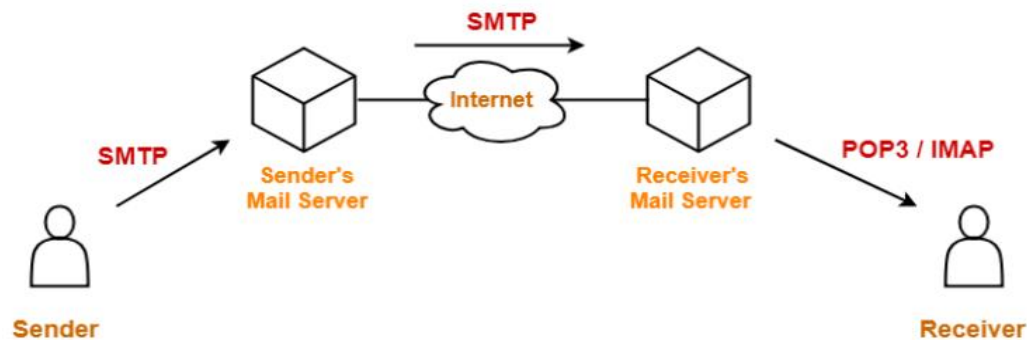 SMTP
Internet
SMTP
Sender's
Mail Server
Receiver's
Mail Server
POP3 / IMAP
Sender
Receiver